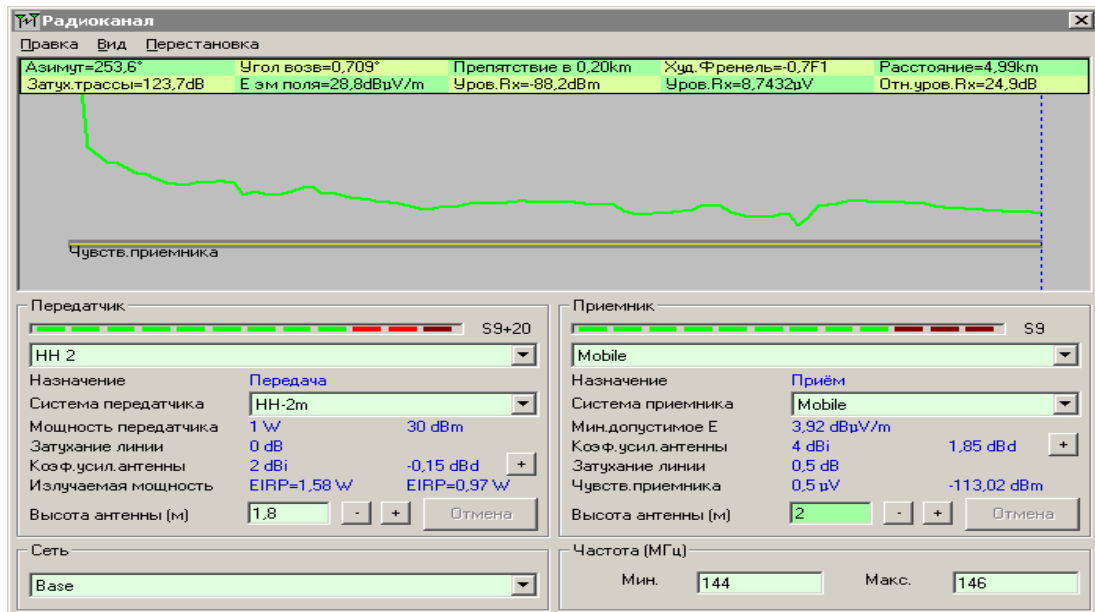 Радиоканал
Правка Вид Перестановка
Азимут=253,6° Угол возв=0,709° Препятствие в 0,20km Худ.Френель=-0,7F1 Расстояние=4,99km
Затух.трассы=123,7dB E эм поля=28,8dBµV/m Уров.Rx=-88,2dBm Уров.Rx=8,7432µV Отн.уров.Rx=24,9dB
Чувств.приемника
Передатчик
S9+20
HH 2
Назначение Передача
Система передатчика HH-2m
Мощность передатчика 1 W 30 dBm
Затухание линии 0 dB
Коэф.усил.антенны 2 dBi -0,15 dBd +
Излучаемая мощность EIRP=1,58 W EIRP=0,97 W
Высота антенны (м) 1,8 - + Отмена
Приемник
S9
Mobile
Назначение Приём
Система приемника Mobile
Мин.допустимое E 3,92 dBµV/m
Коэф.усил.антенны 4 dBi 1,85 dBd +
Затухание линии 0,5 dB
Чувств.приемника 0,5 µV -113,02 dBm
Высота антенны (м) 2 - + Отмена
Сеть
Base
Частота (МГц)
Мин. 144 Макс. 146